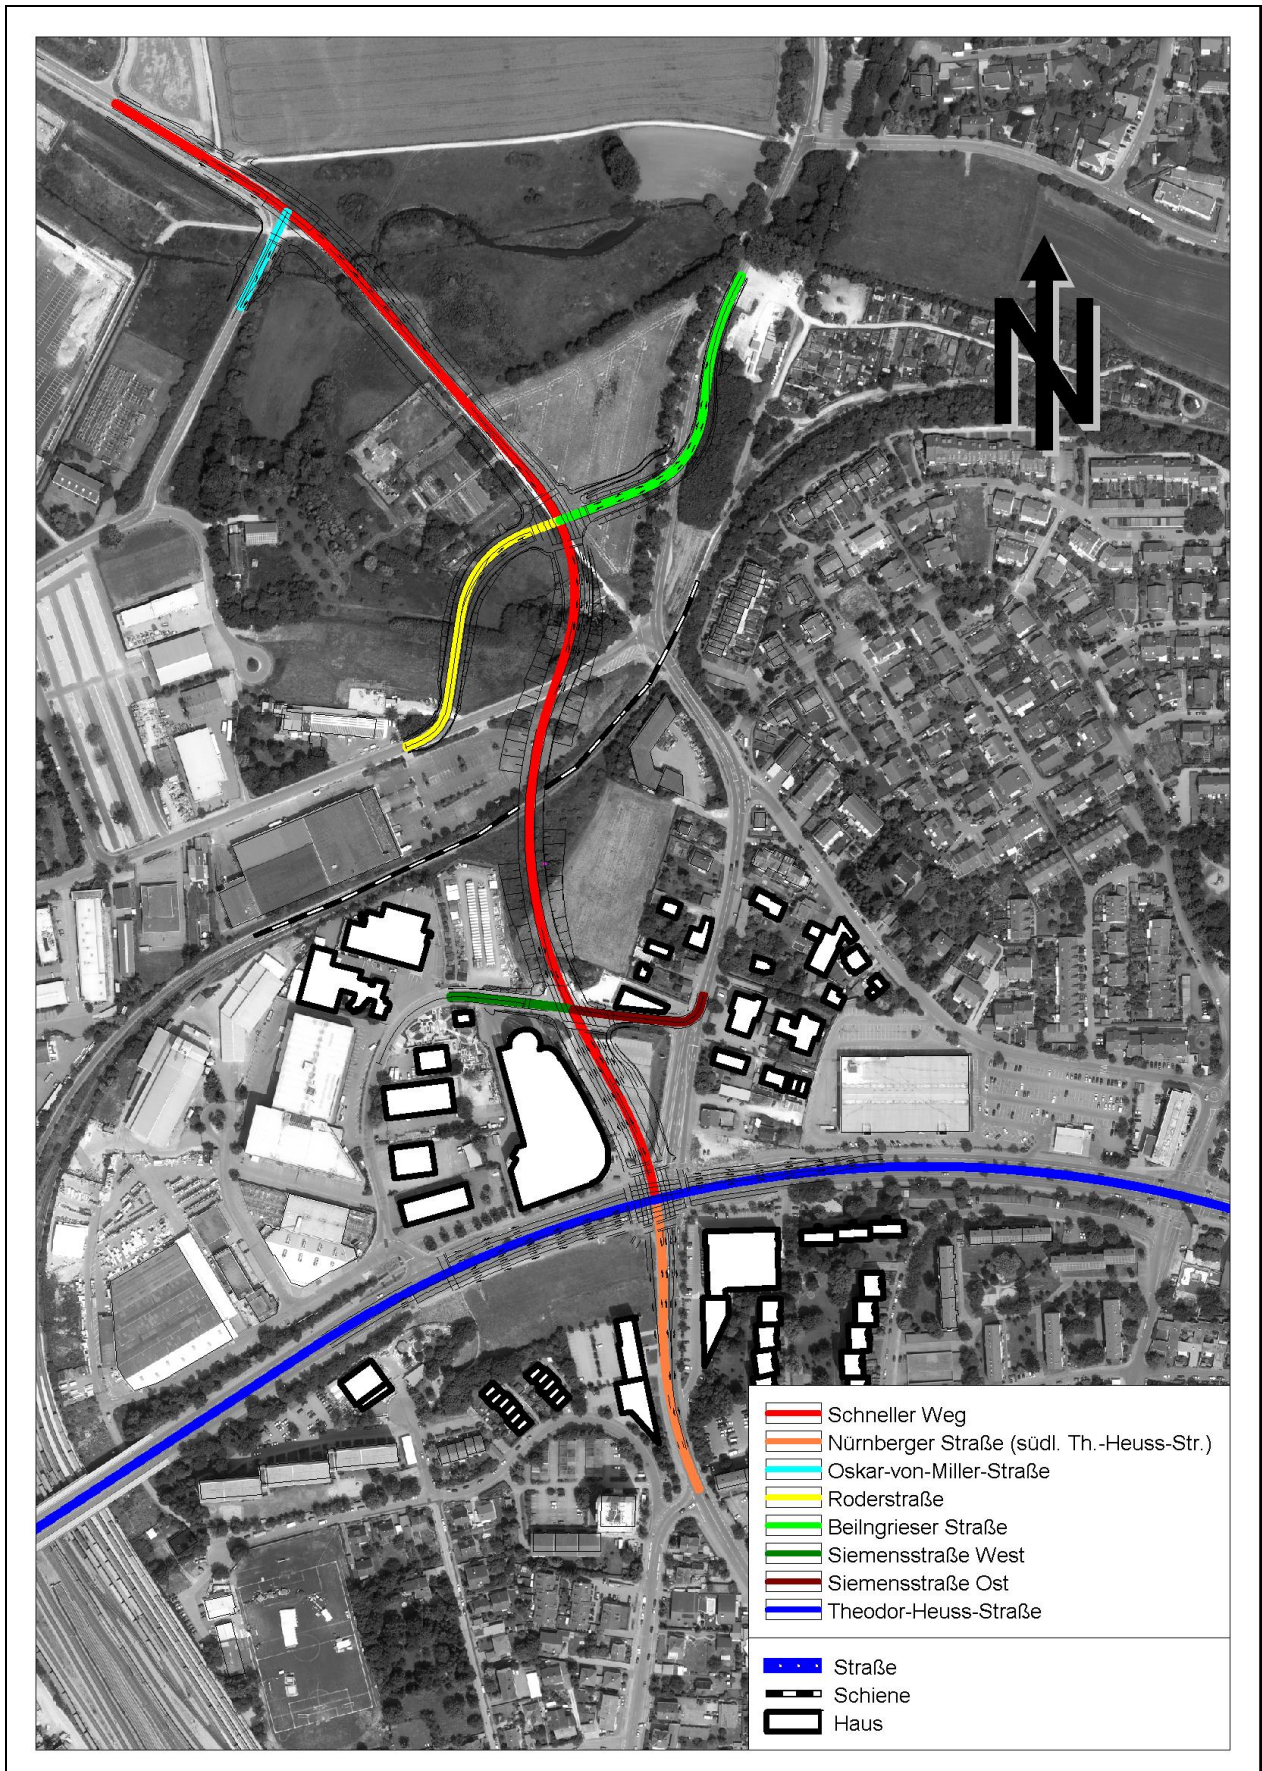 N
Schneller Weg
Nürnberger Straße (südl. Th.-Heuss-Str.)
Oskar-von-Miller-Straße
Roderstraße
Beilngrieser Straße
Siemensstraße West
Siemensstraße Ost
Theodor-Heuss-Straße
Straße
Schiene
Haus